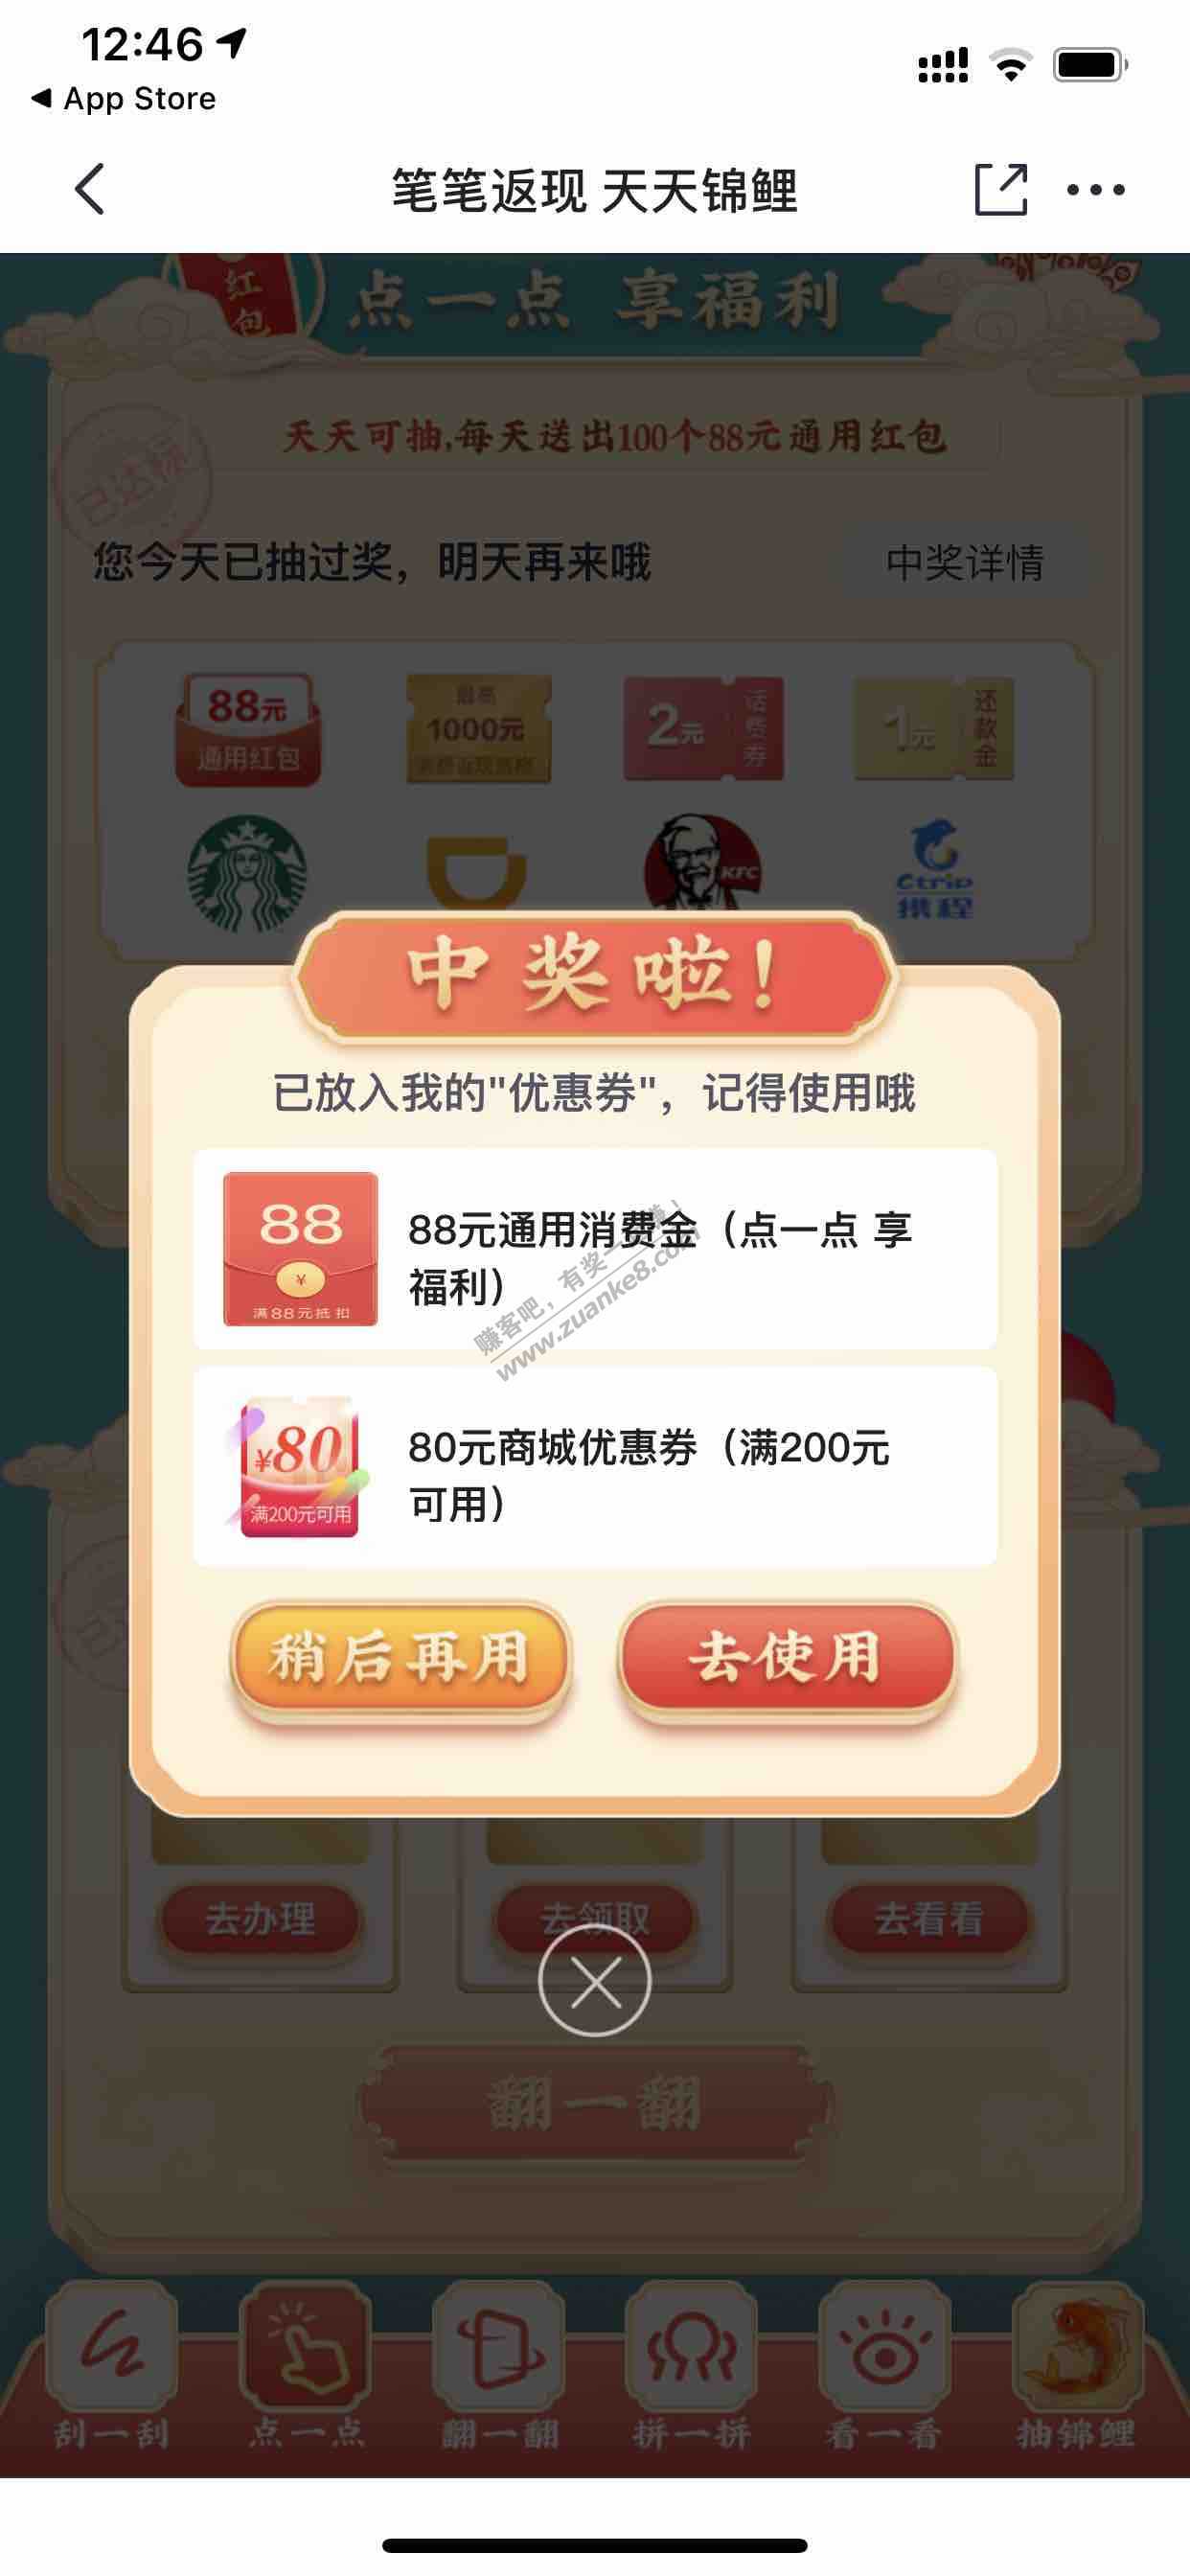 12:46
App Store
笔笔返现 天天锦鲤
红包
点一点 享福利
天天可抽,每天送出100个88元通用红包
已达标
您今天已抽过奖，明天再来哦
中奖详情
88元
通用红包
最高
1000元
2元
话费券
1元
还款金
KFC
Ctrip
携程
中奖啦！
已放入我的"优惠券"，记得使用哦
88
¥
满88元抵扣
88元通用消费金（点一点 享
福利）
¥80
满200元可用
80元商城优惠券（满200元
可用）
赚客吧，有奖一起赚！
www.zuanke8.com
稍后再用
去使用
去办理
去领取
去看看
翻一翻
刮一刮
点一点
翻一翻
拼一拼
看一看
抽锦鲤